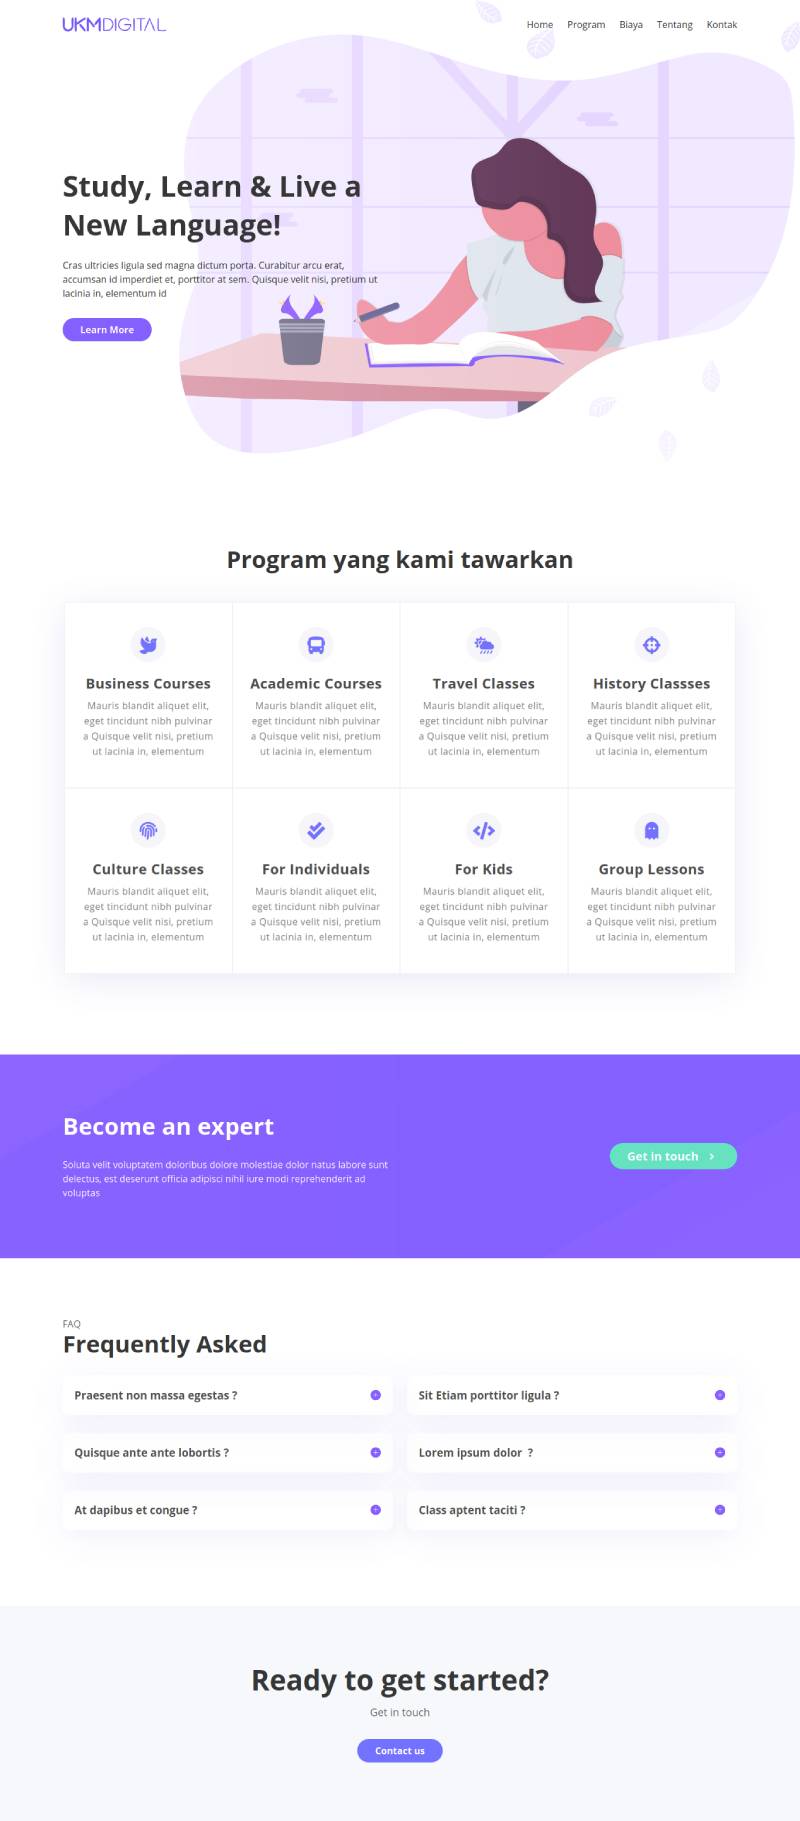 UKMDIGITAL
Home Program Biaya Tentang Kontak
Study, Learn & Live a
New Language!
Cras ultricies ligula sed magna dictum porta. Curabitur arcu erat,
accumsan id imperdiet et, porttitor at sem. Quisque velit nisi, pretium ut
lacinia in, elementum id
Learn More
Program yang kami tawarkan
Business Courses
Mauris blandit aliquet elit,
eget tincidunt nibh pulvinar
a Quisque velit nisi, pretium
ut lacinia in, elementum
Academic Courses
Mauris blandit aliquet elit,
eget tincidunt nibh pulvinar
a Quisque velit nisi, pretium
ut lacinia in, elementum
Travel Classes
Mauris blandit aliquet elit,
eget tincidunt nibh pulvinar
a Quisque velit nisi, pretium
ut lacinia in, elementum
History Classses
Mauris blandit aliquet elit,
eget tincidunt nibh pulvinar
a Quisque velit nisi, pretium
ut lacinia in, elementum
Culture Classes
Mauris blandit aliquet elit,
eget tincidunt nibh pulvinar
a Quisque velit nisi, pretium
ut lacinia in, elementum
For Individuals
Mauris blandit aliquet elit,
eget tincidunt nibh pulvinar
a Quisque velit nisi, pretium
ut lacinia in, elementum
For Kids
Mauris blandit aliquet elit,
eget tincidunt nibh pulvinar
a Quisque velit nisi, pretium
ut lacinia in, elementum
Group Lessons
Mauris blandit aliquet elit,
eget tincidunt nibh pulvinar
a Quisque velit nisi, pretium
ut lacinia in, elementum
Become an expert
Soluta velit voluptatem doloribus dolore molestiae dolor natus labore sunt
delectus, est deserunt officia adipisci nihil iure modi reprehenderit ad
voluptas
Get in touch
FAQ
Frequently Asked
Praesent non massa egestas ?
Sit Etiam porttitor ligula ?
Quisque ante ante lobortis ?
Lorem ipsum dolor ?
At dapibus et congue ?
Class aptent taciti ?
Ready to get started?
Get in touch
Contact us